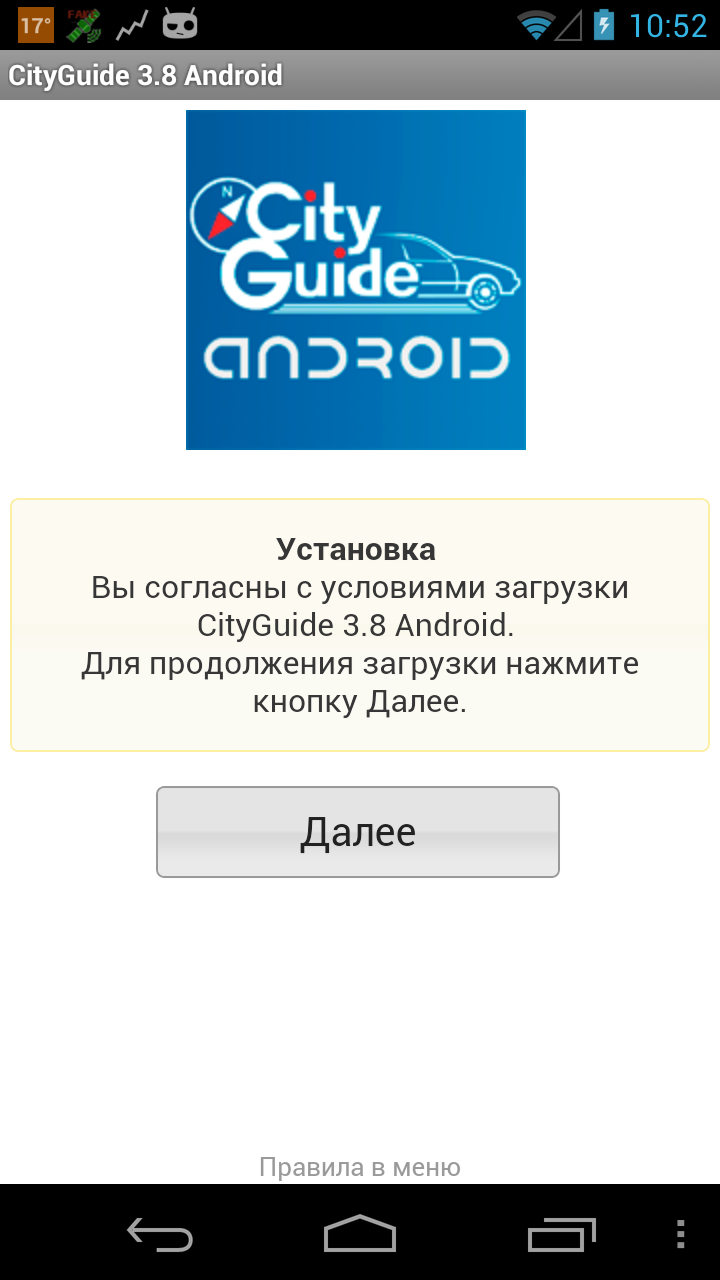 17°
FAKE
10:52
CityGuide 3.8 Android
N
City
Guide
ANDROID
Установка
Вы согласны с условиями загрузки
CityGuide 3.8 Android.
Для продолжения загрузки нажмите
кнопку Далее.
Далее
Правила в меню